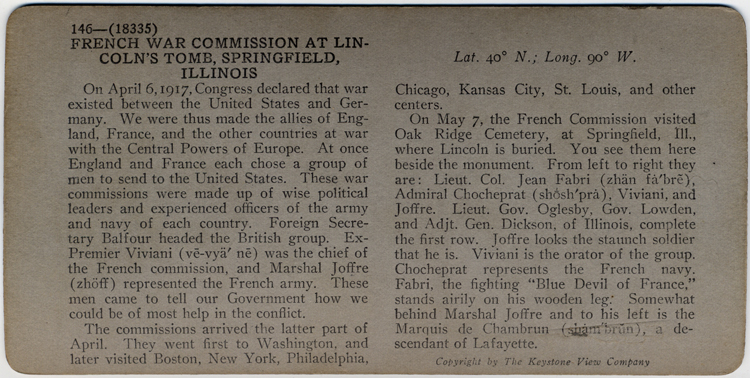 146—(18335)
FRENCH WAR COMMISSION AT LIN-
COLN'S TOMB, SPRINGFIELD,
ILLINOIS
On April 6, 1917, Congress declared that war
existed between the United States and Ger-
many. We were thus made the allies of Eng-
land, France, and the other countries at war
with the Central Powers of Europe. At once
England and France each chose a group of
men to send to the United States. These war
commissions were made up of wise political
leaders and experienced officers of the army
and navy of each country. Foreign Secre-
tary Balfour headed the British group. Ex-
Premier Viviani (vē-vyä′ nē) was the chief of
the French commission, and Marshal Joffre
(zhöff) represented the French army. These
men came to tell our Government how we
could be of most help in the conflict.
The commissions arrived the latter part of
April. They went first to Washington, and
later visited Boston, New York, Philadelphia,
Lat. 40° N.; Long. 90° W.
Chicago, Kansas City, St. Louis, and other
centers.
On May 7, the French Commission visited
Oak Ridge Cemetery, at Springfield, Ill.,
where Lincoln is buried. You see them here
beside the monument. From left to right they
are: Lieut. Col. Jean Fabri (zhän fà′brē),
Admiral Chocheprat (shôsh′prà), Viviani, and
Joffre. Lieut. Gov. Oglesby, Gov. Lowden,
and Adjt. Gen. Dickson, of Illinois, complete
the first row. Joffre looks the staunch soldier
that he is. Viviani is the orator of the group.
Chocheprat represents the French navy.
Fabri, the fighting "Blue Devil of France,"
stands airily on his wooden leg. Somewhat
behind Marshal Joffre and to his left is the
Marquis de Chambrun, a de-
scendant of Lafayette.
Copyright by The Keystone View Company